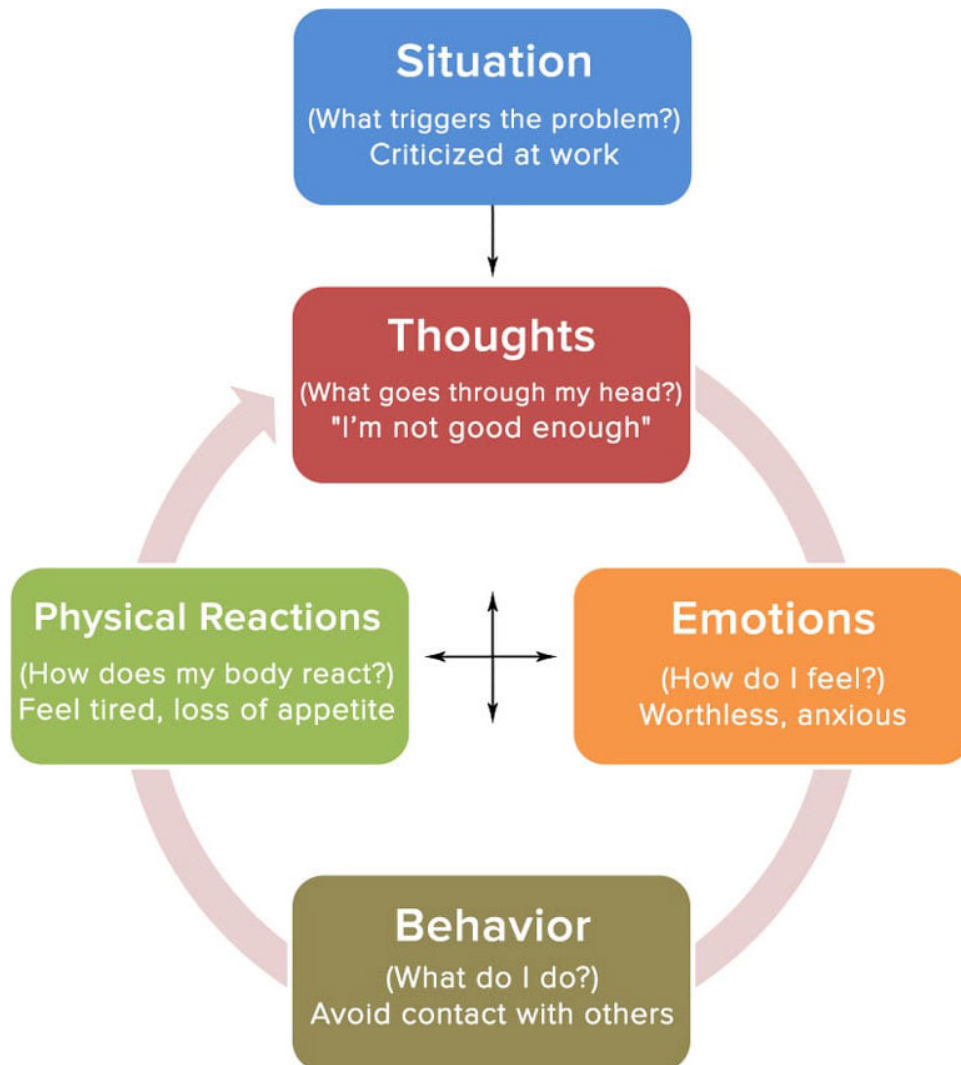 Situation
(What triggers the problem?)
Criticized at work
Thoughts
(What goes through my head?)
"I’m not good enough"
Physical Reactions
(How does my body react?)
Feel tired, loss of appetite
Emotions
(How do I feel?)
Worthless, anxious
Behavior
(What do I do?)
Avoid contact with others